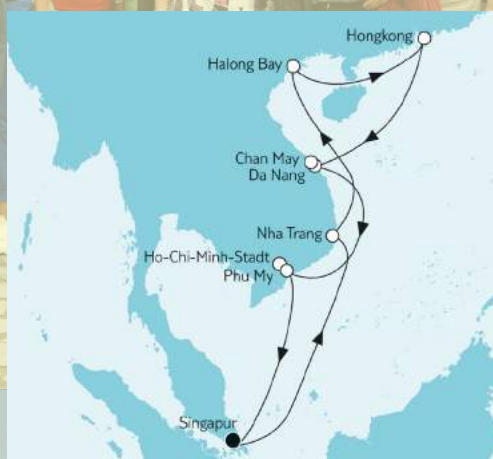 Hongkong
Halong Bay
Chan May
Da Nang
Nha Trang
Ho-Chi-Minh-Stadt
Phu My
Singapur